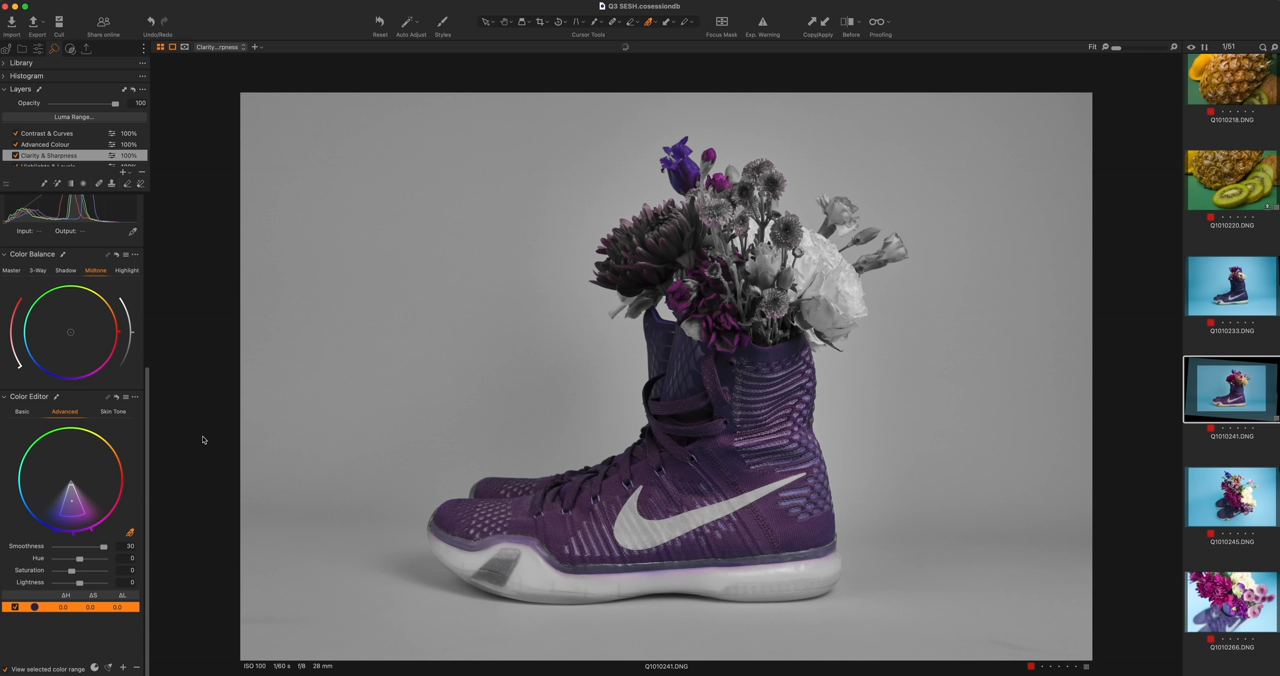 Q3 SESH.cosessiondb
Import Export Cull Share online Undo/Redo Reset Auto Adjust Styles Cursor Tools Focus Mask Exp. Warning Copy/Apply Before Proofing
Clarity...rpness
Fit
1/51
Library
Histogram
Layers
Opacity 100
Luma Range...
Contrast & Curves 100%
Advanced Colour 100%
Clarity & Sharpness 100%
Input: -- Output: --
Color Balance
Master 3-Way Shadow Midtone Highlight
Color Editor
Basic Advanced Skin Tone
Smoothness 30
Hue 0
Saturation 0
Lightness 0
ΔH ΔS ΔL
0.0 0.0 0.0
View selected color range
ISO 100 1/60 s f/8 28 mm
Q1010241.DNG
Q1010218.DNG
Q1010220.DNG
Q1010233.DNG
Q1010241.DNG
Q1010245.DNG
Q1010266.DNG